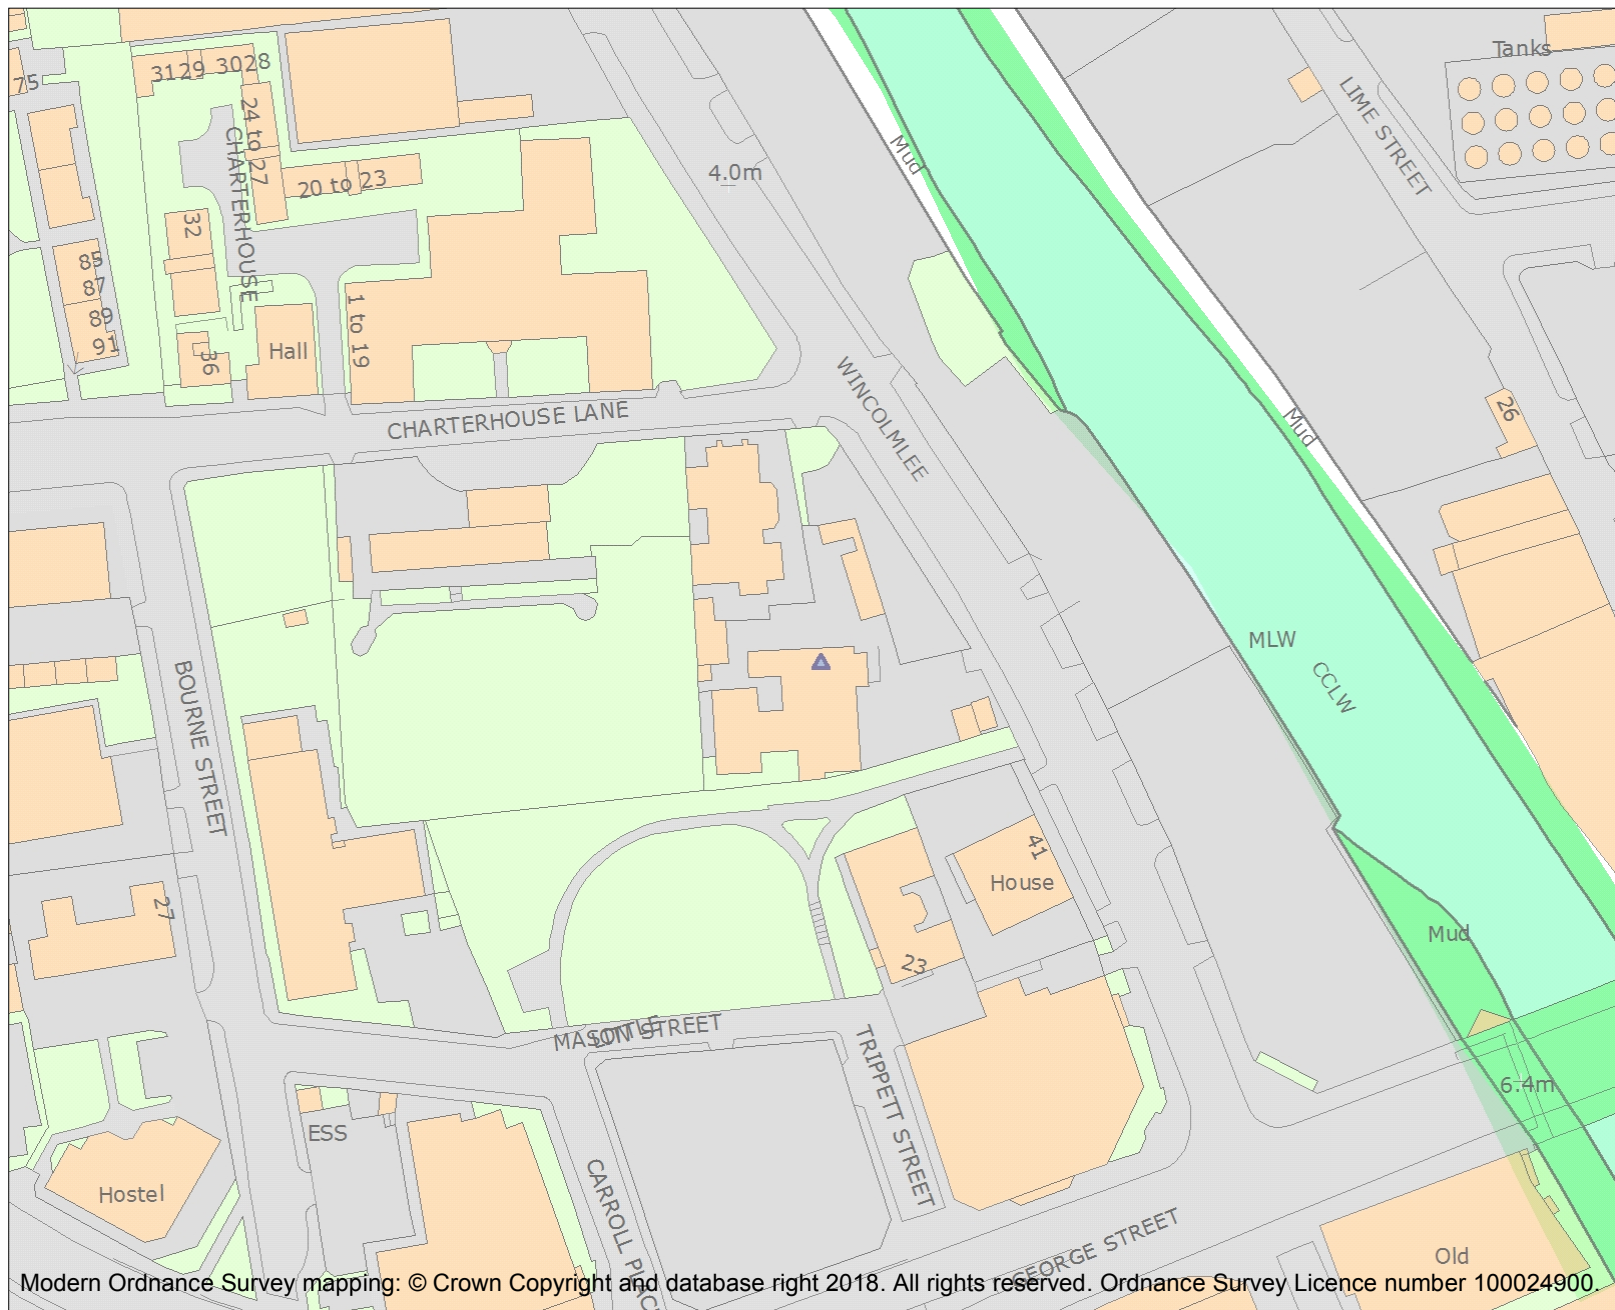 Tanks
3129 3028
75
24 to 27
CHARTERHOUSE
LIME STREET
Mud
4.0m
20 to 23
32
85
87
89
91
36
Hall
1 to 19
WINCOLMLEE
26
Mud
CHARTERHOUSE LANE
MLW
CCLW
BOURNE STREET
41
House
27
23
Mud
MASON STREET
LITTLE
TRIPPETT STREET
6.4m
ESS
Hostel
CARROLL PLACE
GEORGE STREET
Old
Modern Ordnance Survey mapping: © Crown Copyright and database right 2018. All rights reserved. Ordnance Survey Licence number 100024900.